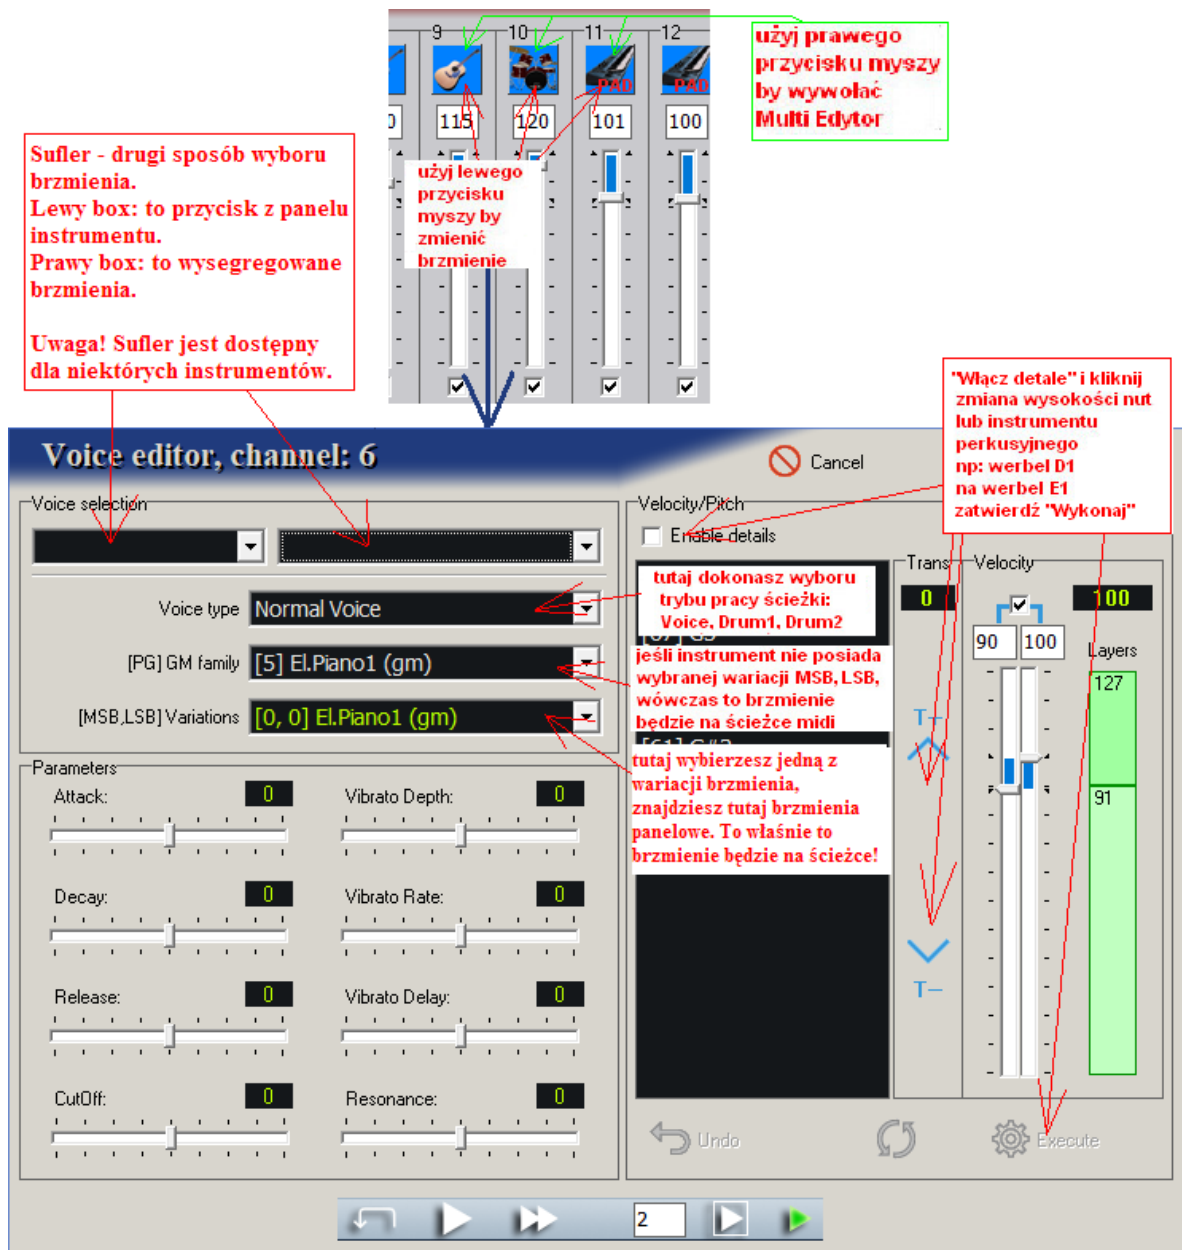 9
10
11
12
użyj prawego
przycisku myszy
by wywołać
Multi Edytor
PAD
PAD
0
115
120
101
100
Sufler - drugi sposób wyboru
brzmienia.
Lewy box: to przycisk z panelu
instrumentu.
Prawy box: to wysegregowane
brzmienia.
Uwaga! Sufler jest dostępny
dla niektórych instrumentów.
użyj lewego
przycisku
myszy by
zmienić
brzmienie
"Włącz detale" i kliknij
zmiana wysokości nut
lub instrumentu
perkusyjnego
np: werbel D1
na werbel E1
zatwierdź "Wykonaj"
Voice editor, channel: 6
Cancel
Voice selection
Voice type
Normal Voice
[PG] GM family
[5] El.Piano1 (gm)
[MSB,LSB] Variations
[0, 0] El.Piano1 (gm)
Velocity/Pitch
Enable details
tutaj dokonasz wyboru
trybu pracy ścieżki:
Voice, Drum1, Drum2
jeśli instrument nie posiada
wybranej wariacji MSB, LSB,
wówczas to brzmienie
będzie na ścieżce midi
tutaj wybierzesz jedną z
wariacji brzmienia,
znajdziesz tutaj brzmienia
panelowe. To właśnie to
brzmienie będzie na ścieżce!
Trans
0
T+
T–
Velocity
100
90
100
Layers
127
91
Parameters
Attack:
0
Vibrato Depth:
0
Decay:
0
Vibrato Rate:
0
Release:
0
Vibrato Delay:
0
CutOff:
0
Resonance:
0
Undo
Execute
2